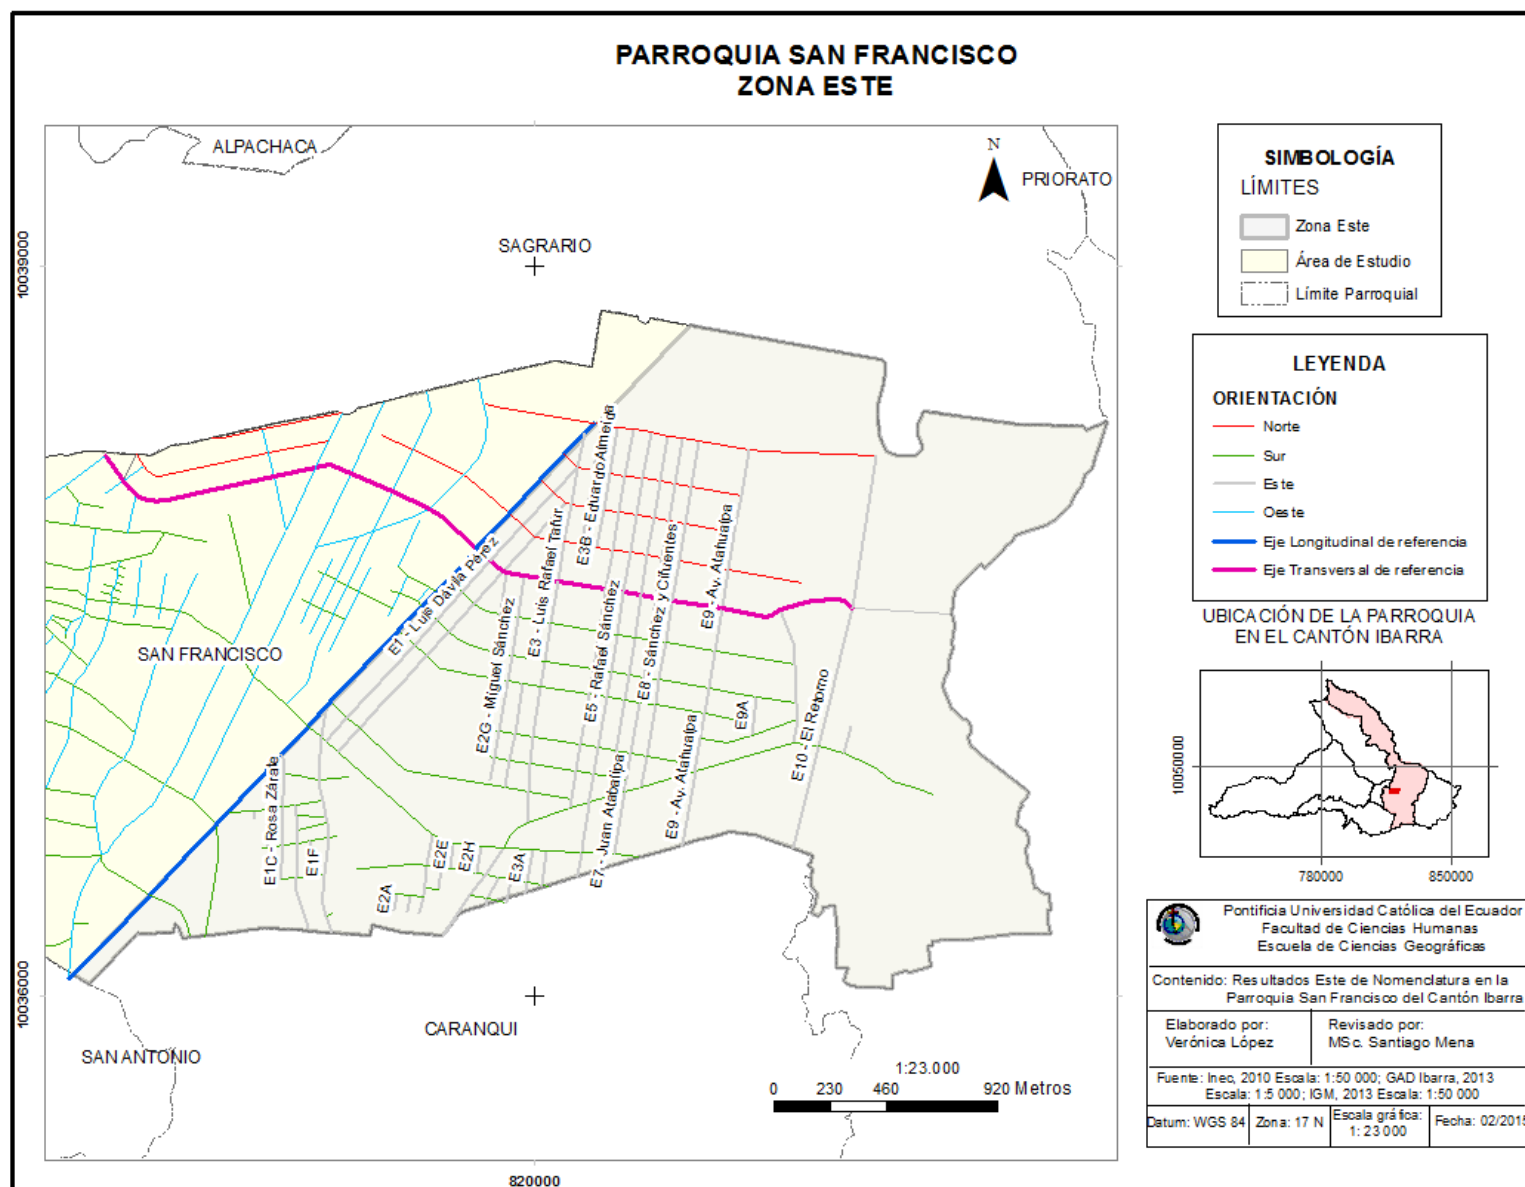 PARROQUIA SAN FRANCISCO
ZONA ESTE
ALPACHACA
N
PRIORATO
SAGRARIO
10039000
SAN FRANCISCO
E1 - Luis Dávila Pérez
E3B - Eduardo Almeida
E3 - Luis Rafael Tafur
E2G - Miguel Sánchez
E5 - Rafael Sánchez
E8 - Sánchez y Cifuentes
E9 - Av. Atahualpa
E9A
E10 - El Retorno
E9 - Av. Atahualpa
E7 - Juan Atabalipa
E1C - Rosa Zárate
E1F
E2A
E2E
E2H
E3A
10036000
CARANQUI
SAN ANTONIO
1:23.000
0 230 460 920 Metros
820000
SIMBOLOGÍA
LÍMITES
Zona Este
Área de Estudio
Límite Parroquial
LEYENDA
ORIENTACIÓN
Norte
Sur
Este
Oeste
Eje Longitudinal de referencia
Eje Transversal de referencia
UBICACIÓN DE LA PARROQUIA
EN EL CANTÓN IBARRA
10050000
780000 850000
Pontificia Universidad Católica del Ecuador
Facultad de Ciencias Humanas
Escuela de Ciencias Geográficas
Contenido: Resultados Este de Nomenclatura en la
Parroquia San Francisco del Cantón Ibarra
Elaborado por:
Verónica López
Revisado por:
MSc. Santiago Mena
Fuente: Inec, 2010 Escala: 1:50 000; GAD Ibarra, 2013
Escala: 1:5 000; IGM, 2013 Escala: 1:50 000
Datum: WGS 84
Zona: 17 N
Escala gráfica:
1: 23 000
Fecha: 02/2015